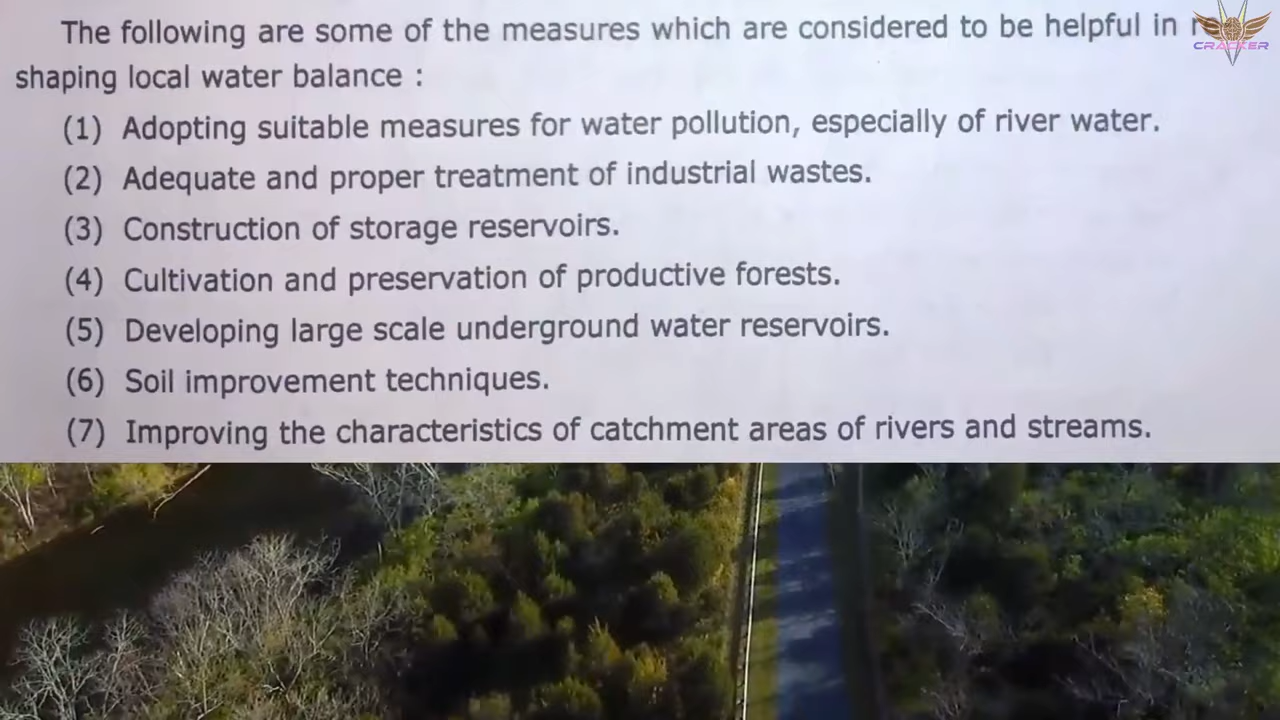 The following are some of the measures which are considered to be helpful in
shaping local water balance :
(1) Adopting suitable measures for water pollution, especially of river water.
(2) Adequate and proper treatment of industrial wastes.
(3) Construction of storage reservoirs.
(4) Cultivation and preservation of productive forests.
(5) Developing large scale underground water reservoirs.
(6) Soil improvement techniques.
(7) Improving the characteristics of catchment areas of rivers and streams.
CRACKER